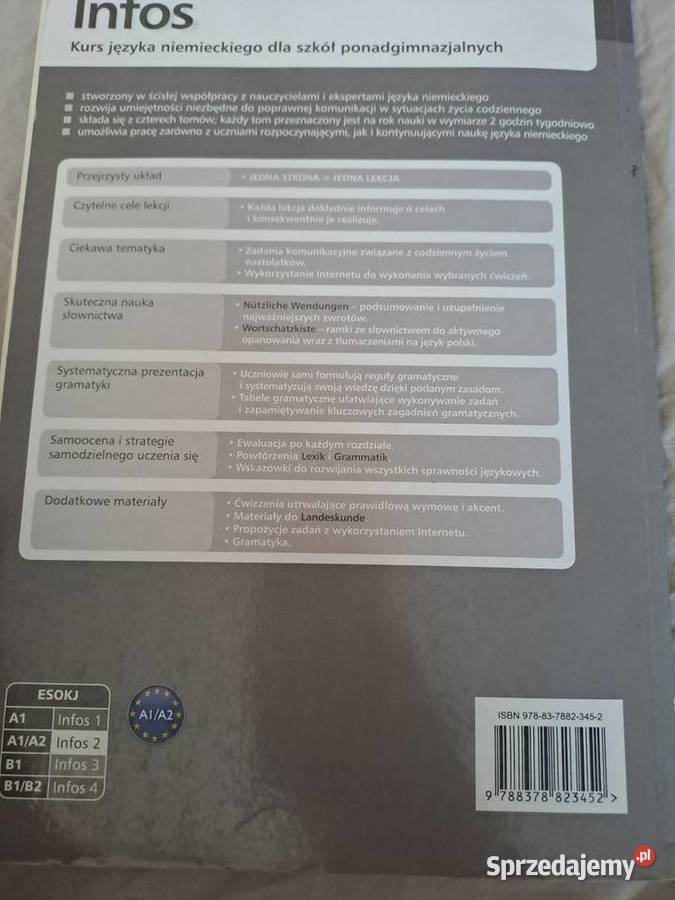 Infos
Kurs języka niemieckiego dla szkół ponadgimnazjalnych
stworzony w ścisłej współpracy z nauczycielami i ekspertami języka niemieckiego
rozwija umiejętności niezbędne do poprawnej komunikacji w sytuacjach życia codziennego
składa się z czterech tomów; każdy tom przeznaczony jest na rok nauki w wymiarze 2 godzin tygodniowo
umożliwia pracę zarówno z uczniami rozpoczynającymi, jak i kontynuującymi naukę języka niemieckiego
Przejrzysty układ
• JEDNA STRONA = JEDNA LEKCJA
Czytelne cele lekcji
• Każda lekcja dokładnie informuje o celach
i konsekwentnie je realizuje.
Ciekawa tematyka
• Zadania komunikacyjne związane z codziennym życiem
nastolatków.
• Wykorzystanie Internetu do wykonania wybranych ćwiczeń.
Skuteczna nauka
słownictwa
• Nützliche Wendungen – podsumowanie i uzupełnienie
najważniejszych zwrotów.
• Wortschatzkiste – ramki ze słownictwem do aktywnego
opanowania wraz z tłumaczeniami na język polski.
Systematyczna prezentacja
gramatyki
• Uczniowie sami formułują reguły gramatyczne
i systematyzują swoją wiedzę dzięki podanym zasadom.
• Tabele gramatyczne ułatwiające wykonywanie zadań
i zapamiętywanie kluczowych zagadnień gramatycznych.
Samoocena i strategie
samodzielnego uczenia się
• Ewaluacja po każdym rozdziale.
• Powtórzenia Lexik i Grammatik
• Wskazówki do rozwijania wszystkich sprawności językowych.
Dodatkowe materiały
• Ćwiczenia utrwalające prawidłową wymowę i akcent.
• Materiały do Landeskunde
• Propozycje zadań z wykorzystaniem Internetu.
• Gramatyka.
ESOKJ
A1 Infos 1
A1/A2 Infos 2
B1 Infos 3
B1/B2 Infos 4
A1/A2
ISBN 978-83-7882-345-2
9 788378 823452 >
Sprzedajemy.pl